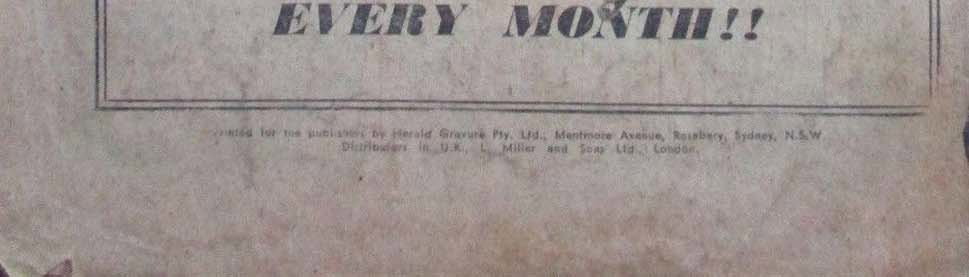 EVERY MONTH!!
Printed for the publishers by Herald Gravure Pty. Ltd., Mentmore Avenue, Rosebery, Sydney, N.S.W
Distributors in U.K., L. Miller and Sons Ltd., London.